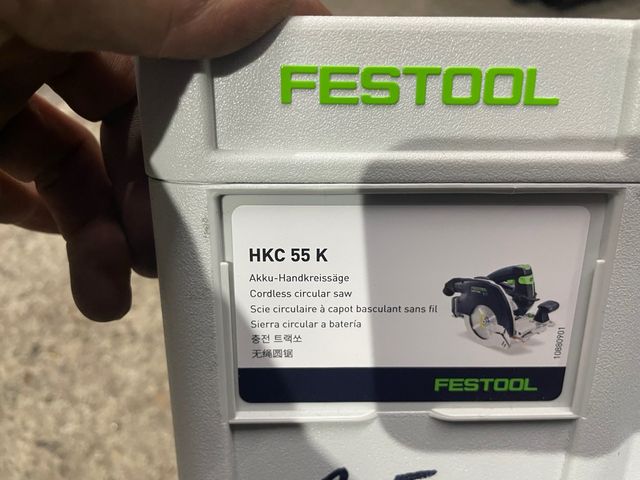 FESTOOL
HKC 55 K
Akku-Handkreissäge
Cordless circular saw
Scie circulaire à capot basculant sans fil
Sierra circular a batería
충전 트랙쏘
无绳圆锯
10880901
FESTOOL